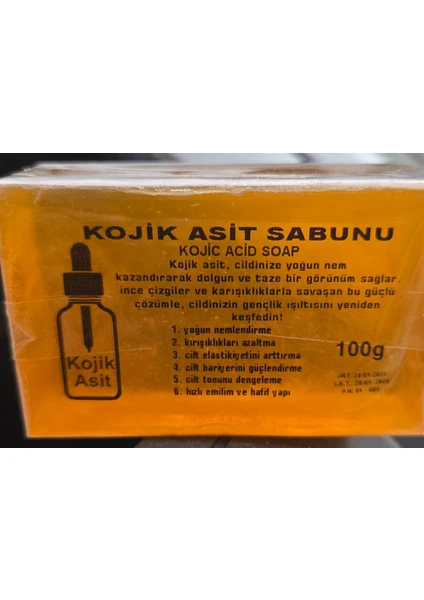 KOJİK ASİT SABUNU
KOJİC ACID SOAP
Kojik asit, cildinize yoğun nem
kazandırarak dolgun ve taze bir görünüm sağlar.
ince çizgiler ve karışıklıklarla savaşan bu güçlü
çözümle, cildinizin gençlik ışıltısını yeniden
keşfedin!
1. yoğun nemlendirme
2. kırışıklıkları azaltma
3. cilt elastikiyetini arttırma
4. cilt bariyerini güçlendirme
5. cilt tonunu dengeleme
6. hızlı emilim ve hafif yapı
100g
Kojik
Asit